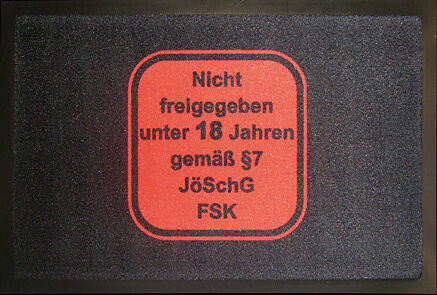 Nicht
freigegeben
unter 18 Jahren
gemäß §7
JöSchG
FSK